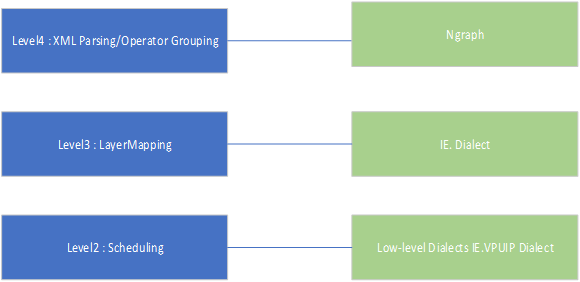 Level4 : XML Parsing/Operator Grouping
Ngraph
Level3 : LayerMapping
IE. Dialect
Level2 : Scheduling
Low-level Dialects IE.VPUIP Dialect